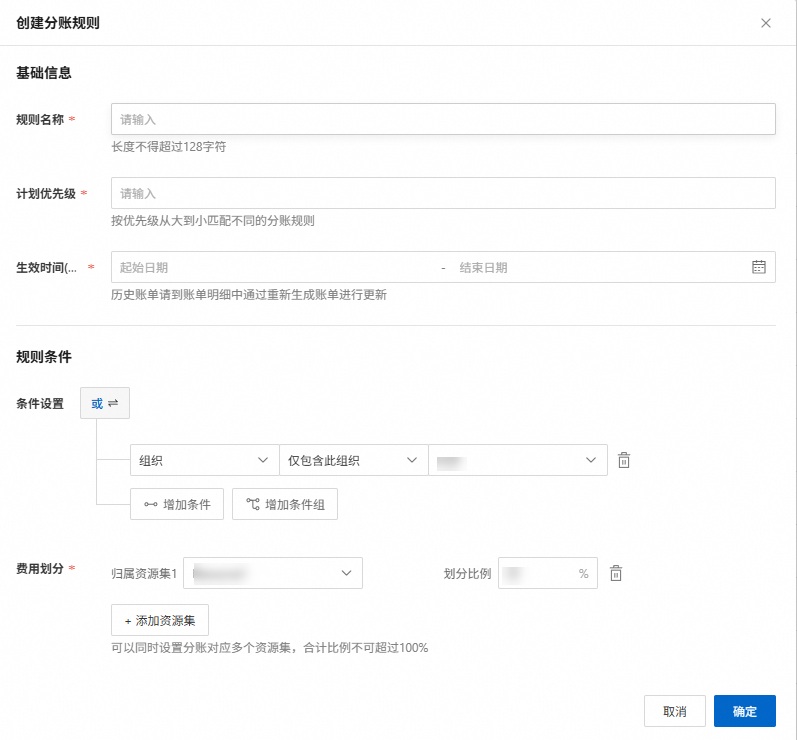 创建分账规则
基础信息
规则名称 * 请输入
长度不得超过128字符
计划优先级 * 请输入
按优先级从大到小匹配不同的分账规则
生效时间(... * 起始日期 - 结束日期
历史账单请到账单明细中通过重新生成账单进行更新
规则条件
条件设置 或
组织 仅包含此组织
增加条件 增加条件组
费用划分 * 归属资源集1 划分比例 %
+ 添加资源集
可以同时设置分账对应多个资源集，合计比例不可超过100%
取消 确定